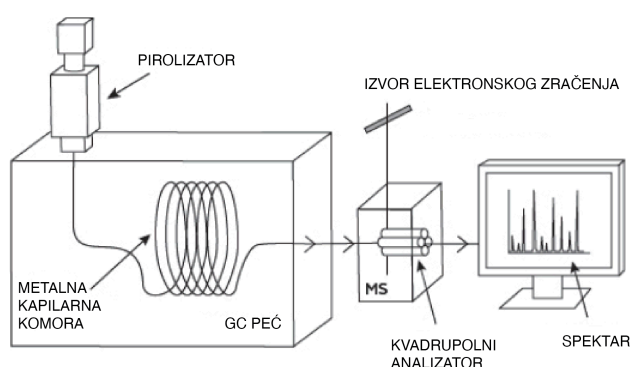 PIROLIZATOR
IZVOR ELEKTRONSKOG ZRAČENJA
METALNA
KAPILARNA
KOMORA
GC PEĆ
MS
KVADRUPOLNI
ANALIZATOR
SPEKTAR